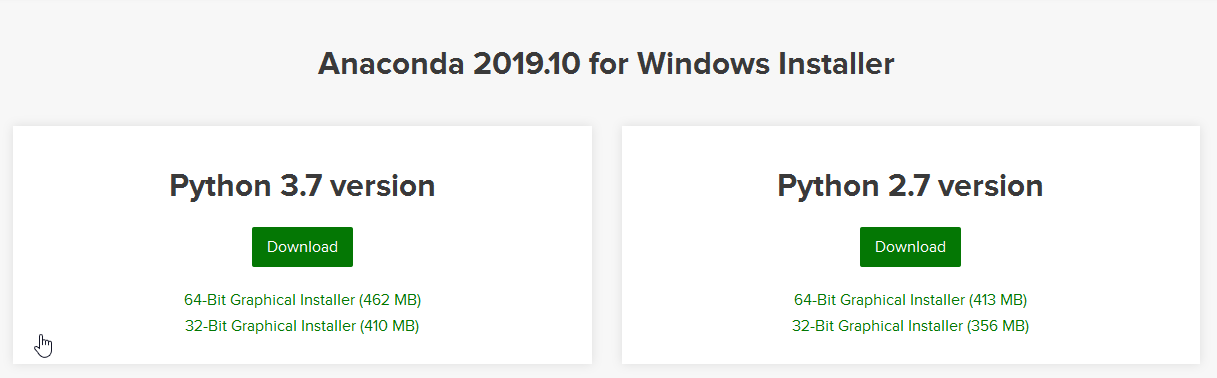 Anaconda 2019.10 for Windows Installer
Python 3.7 version
Download
64-Bit Graphical Installer (462 MB)
32-Bit Graphical Installer (410 MB)
Python 2.7 version
Download
64-Bit Graphical Installer (413 MB)
32-Bit Graphical Installer (356 MB)